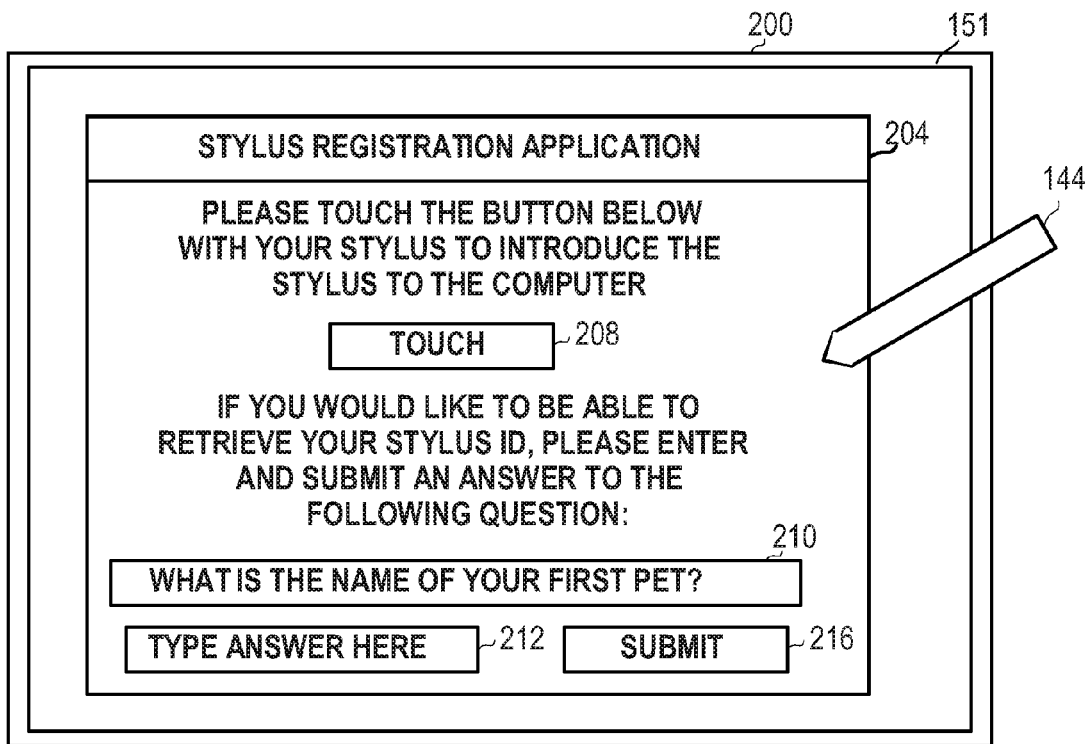 200
151
STYLUS REGISTRATION APPLICATION
204
144
PLEASE TOUCH THE BUTTON BELOW
WITH YOUR STYLUS TO INTRODUCE THE
STYLUS TO THE COMPUTER
TOUCH
208
IF YOU WOULD LIKE TO BE ABLE TO
RETRIEVE YOUR STYLUS ID, PLEASE ENTER
AND SUBMIT AN ANSWER TO THE
FOLLOWING QUESTION:
210
WHAT IS THE NAME OF YOUR FIRST PET?
TYPE ANSWER HERE
212
SUBMIT
216